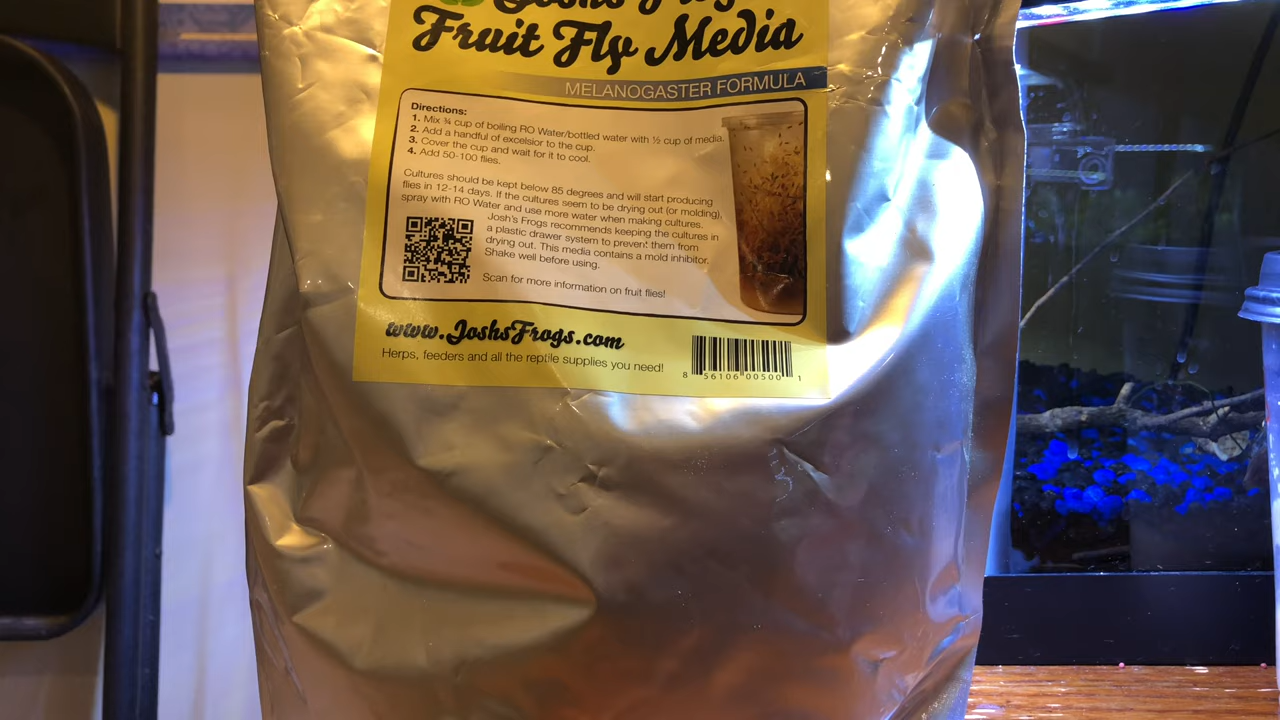 Josh's Frogs
Fruit Fly Media
MELANOGASTER FORMULA
Directions:
1. Mix ¾ cup of boiling RO Water/bottled water with ½ cup of media.
2. Add a handful of excelsior to the cup.
3. Cover the cup and wait for it to cool.
4. Add 50-100 flies.
Cultures should be kept below 85 degrees and will start producing
flies in 12-14 days. If the cultures seem to be drying out (or molding),
spray with RO Water and use more water when making cultures.
Josh's Frogs recommends keeping the cultures in
a plastic drawer system to prevent them from
drying out. This media contains a mold inhibitor.
Shake well before using.
Scan for more information on fruit flies!
www.JoshsFrogs.com
Herps, feeders and all the reptile supplies you need!
8 56106 00500 1